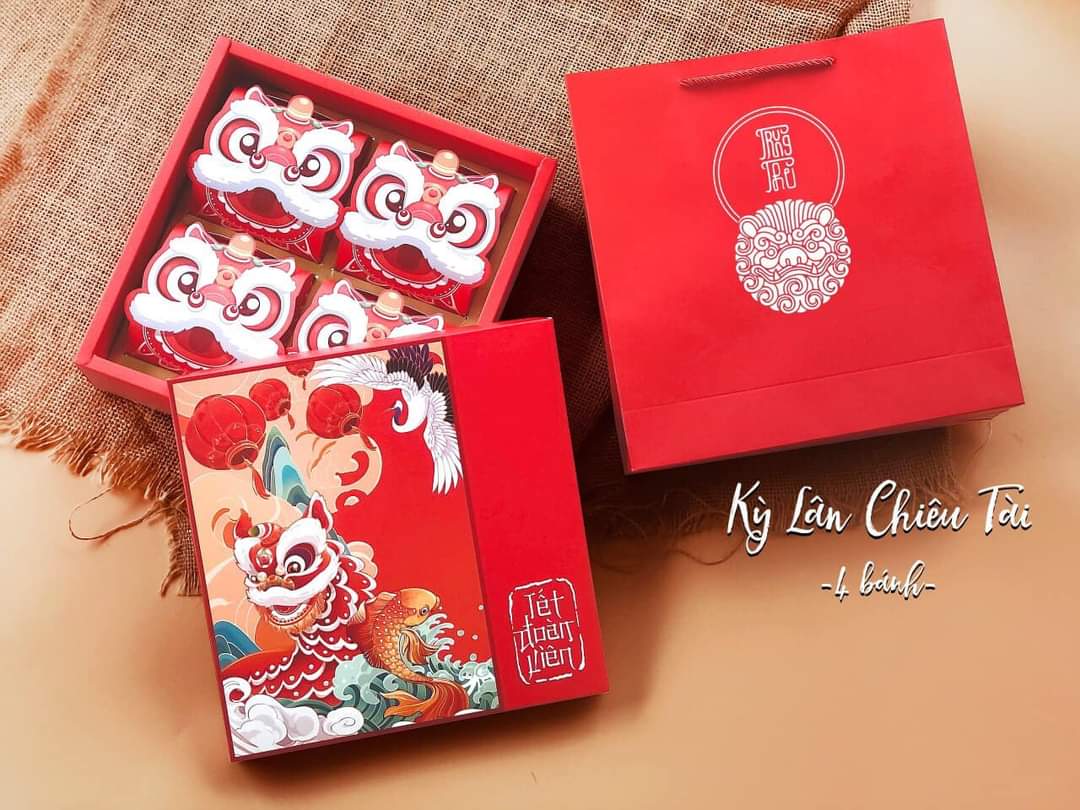 TRUNG
THU
Kỳ Lân Chiêu Tài
-4 bánh-
Tết
đoàn
viên